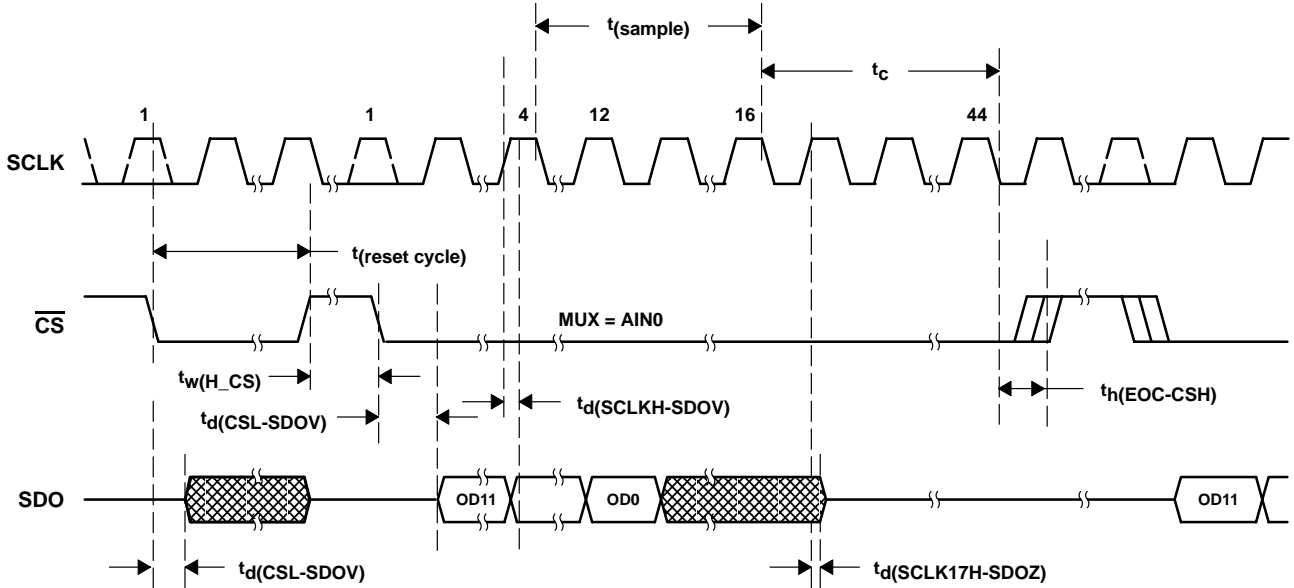 t(sample)
tc
1 1 4 12 16 44
SCLK
t(reset cycle)
CS
MUX = AIN0
tw(H_CS)
td(CSL-SDOV)
td(SCLKH-SDOV)
th(EOC-CSH)
SDO
OD11 OD0 OD11
td(CSL-SDOV)
td(SCLK17H-SDOZ)